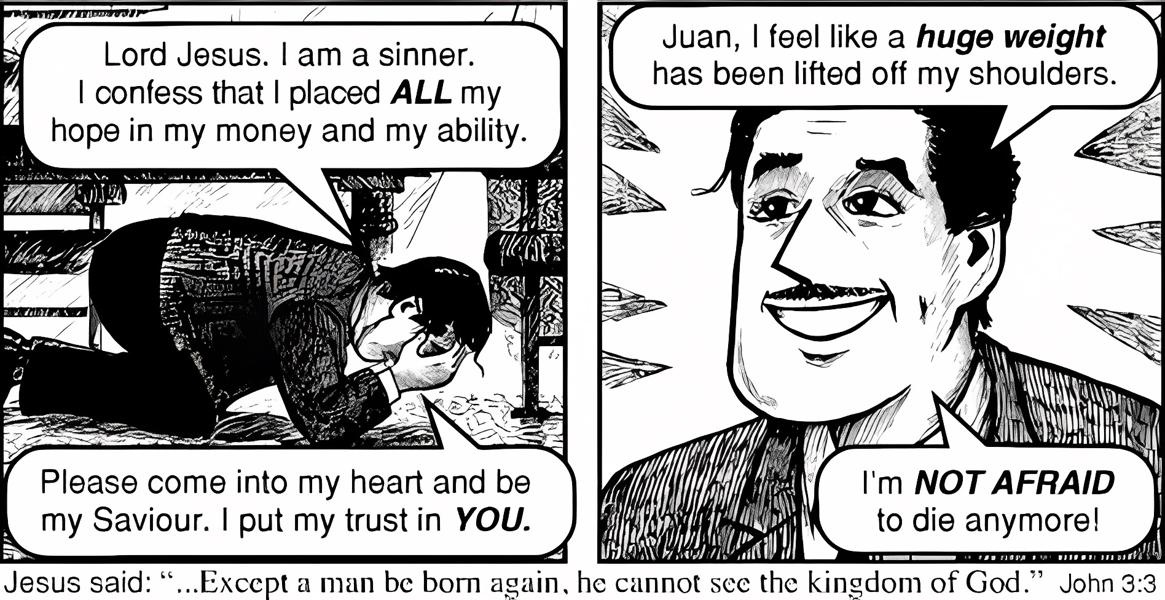 Lord Jesus. I am a sinner.
I confess that I placed ALL my
hope in my money and my ability.
Please come into my heart and be
my Saviour. I put my trust in YOU.
Juan, I feel like a huge weight
has been lifted off my shoulders.
I'm NOT AFRAID
to die anymore!
Jesus said: “...Except a man be born again, he cannot see the kingdom of God.” John 3:3